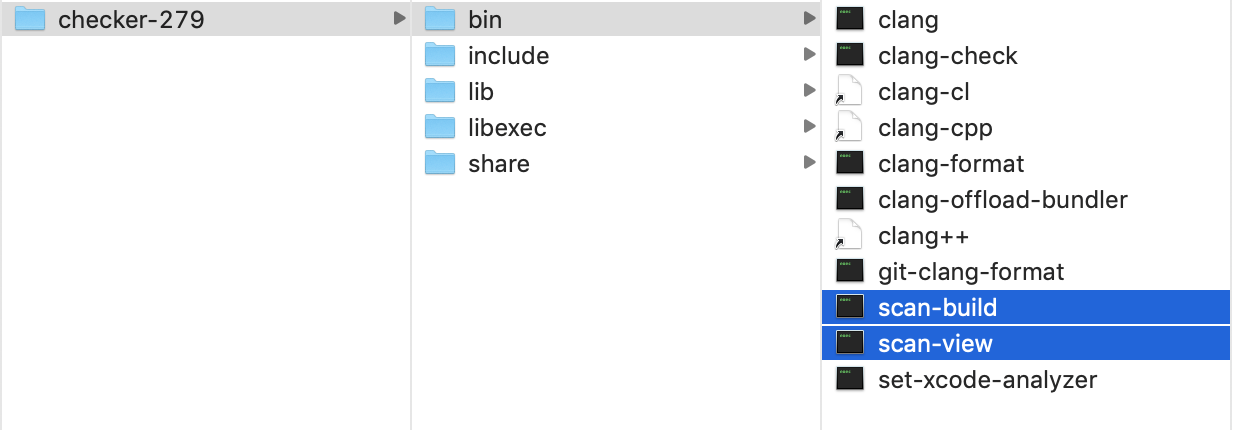 checker-279
bin
include
lib
libexec
share
clang
clang-check
clang-cl
clang-cpp
clang-format
clang-offload-bundler
clang++
git-clang-format
scan-build
scan-view
set-xcode-analyzer